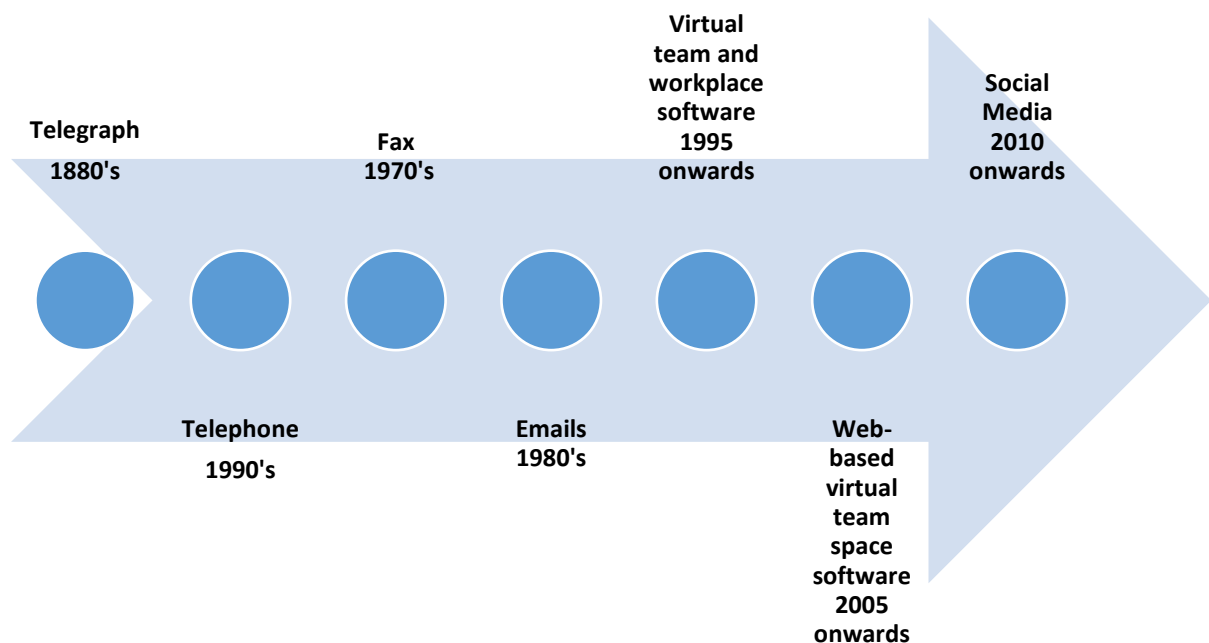 Telegraph
1880's
Telephone
1990's
Fax
1970's
Emails
1980's
Virtual
team and
workplace
software
1995
onwards
Web-
based
virtual
team
space
software
2005
onwards
Social
Media
2010
onwards